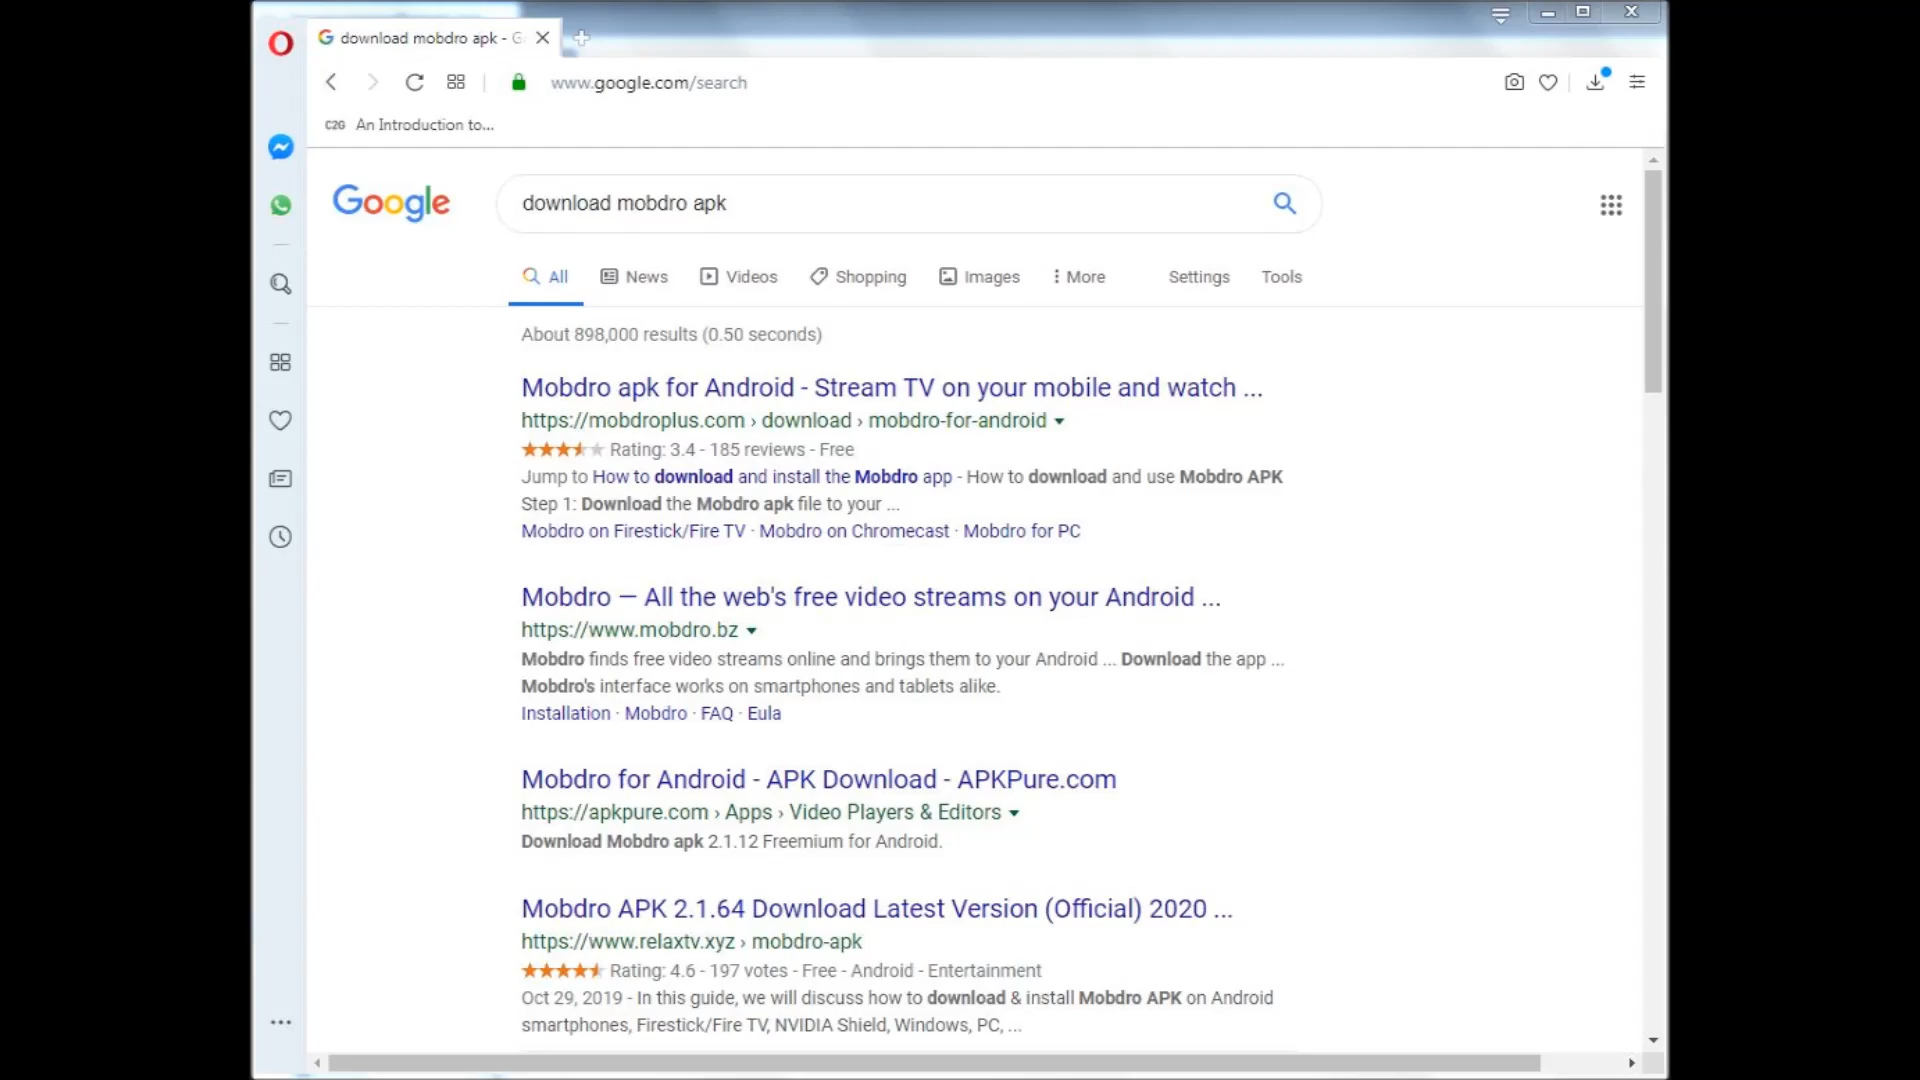 download mobdro apk - G
www.google.com/search
C2G An Introduction to...
Google
download mobdro apk
All News Videos Shopping Images More Settings Tools
About 898,000 results (0.50 seconds)
Mobdro apk for Android - Stream TV on your mobile and watch ...
https://mobdroplus.com › download › mobdro-for-android
Rating: 3.4 - 185 reviews - Free
Jump to How to download and install the Mobdro app - How to download and use Mobdro APK
Step 1: Download the Mobdro apk file to your ...
Mobdro on Firestick/Fire TV · Mobdro on Chromecast · Mobdro for PC
Mobdro — All the web's free video streams on your Android ...
https://www.mobdro.bz
Mobdro finds free video streams online and brings them to your Android ... Download the app ...
Mobdro's interface works on smartphones and tablets alike.
Installation · Mobdro · FAQ · Eula
Mobdro for Android - APK Download - APKPure.com
https://apkpure.com › Apps › Video Players & Editors
Download Mobdro apk 2.1.12 Freemium for Android.
Mobdro APK 2.1.64 Download Latest Version (Official) 2020 ...
https://www.relaxtv.xyz › mobdro-apk
Rating: 4.6 - 197 votes - Free - Android - Entertainment
Oct 29, 2019 - In this guide, we will discuss how to download & install Mobdro APK on Android
smartphones, Firestick/Fire TV, NVIDIA Shield, Windows, PC, ...